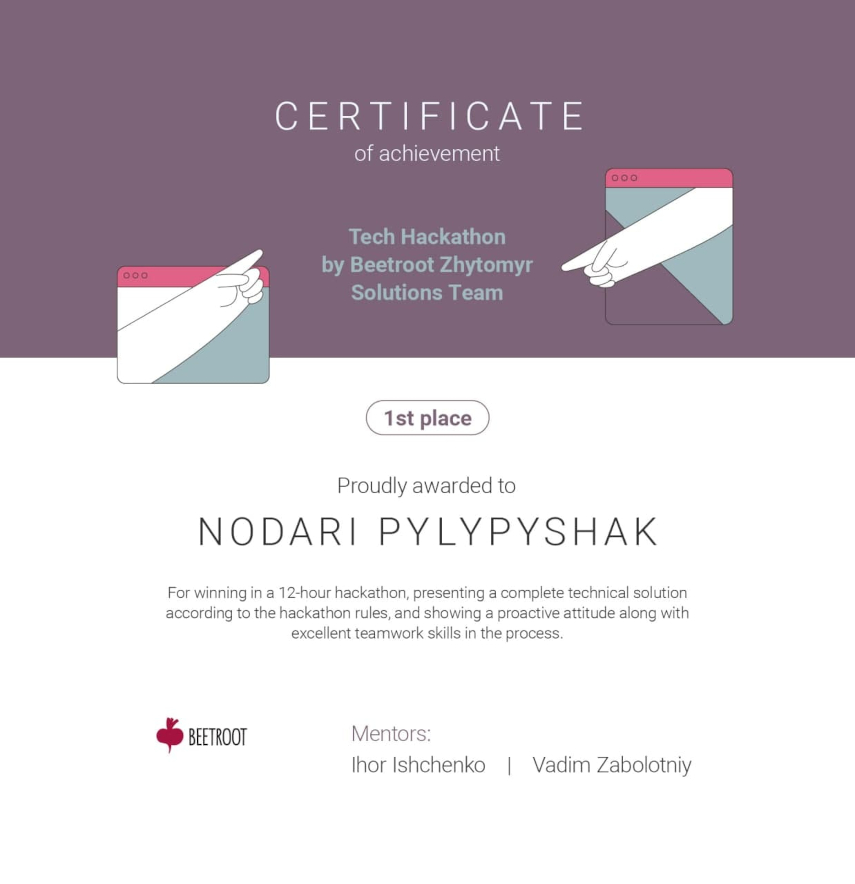 CERTIFICATE
of achievement
Tech Hackathon
by Beetroot Zhytomyr
Solutions Team
1st place
Proudly awarded to
NODARI PYLYPYSHAK
For winning in a 12-hour hackathon, presenting a complete technical solution
according to the hackathon rules, and showing a proactive attitude along with
excellent teamwork skills in the process.
BEETROOT
Mentors:
Ihor Ishchenko | Vadim Zabolotniy